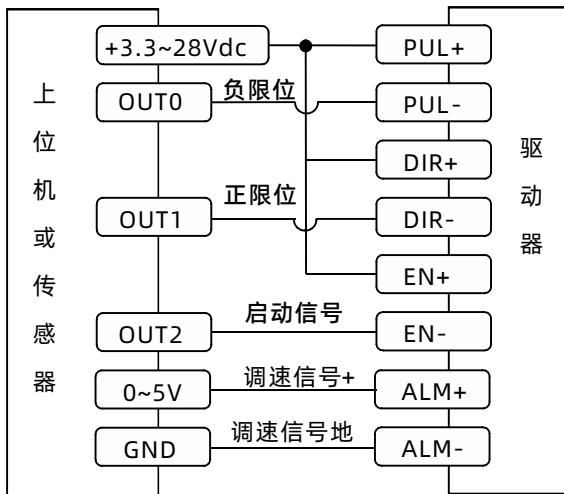 +3.3~28Vdc
PUL+
OUT0
负限位
PUL-
DIR+
上位机或传感器
驱动器
OUT1
正限位
DIR-
EN+
OUT2
启动信号
EN-
0~5V
调速信号+
ALM+
GND
调速信号地
ALM-